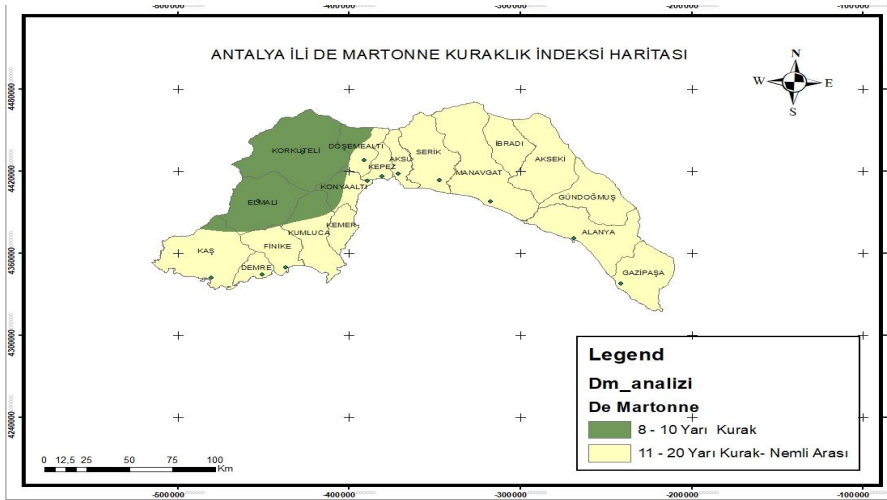 -500000 -400000 -300000 -200000 -100000
ANTALYA İLİ DE MARTONNE KURAKLIK İNDEKSİ HARİTASI
N
W E
S
4480000
4420000
4360000
4300000
4240000
KORKUTELİ
DÖŞEMEALTI
KEPEZ
AKSU
SERİK
MANAVGAT
İBRADI
AKSEKİ
GÜNDOĞMUŞ
ALANYA
GAZİPAŞA
ELMALI
KONYAALTI
KEMER
KUMLUCA
FİNİKE
KAŞ
DEMRE
Legend
Dm_analizi
De Martonne
8 - 10 Yarı Kurak
11 - 20 Yarı Kurak- Nemli Arası
0 12,5 25 50 75 100
Km
-500000 -400000 -300000 -200000 -100000